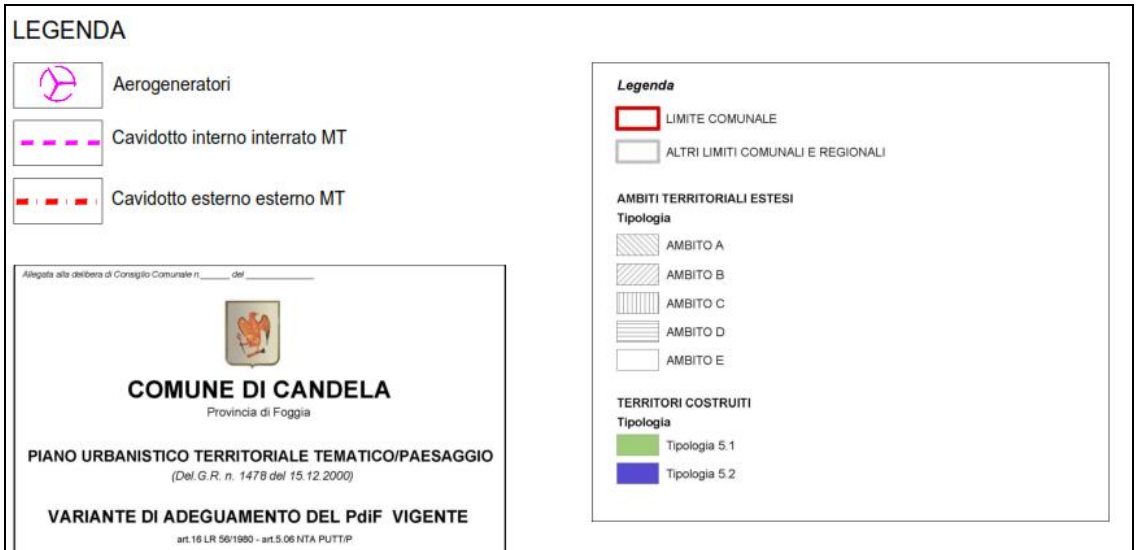 LEGENDA
Aerogeneratori
Cavidotto interno interrato MT
Cavidotto esterno esterno MT
Allegata alla delibera di Consiglio Comunale n.______ del ______________
COMUNE DI CANDELA
Provincia di Foggia
PIANO URBANISTICO TERRITORIALE TEMATICO/PAESAGGIO
(Del.G.R. n. 1478 del 15.12.2000)
VARIANTE DI ADEGUAMENTO DEL PdiF VIGENTE
art.16 LR 56/1980 - art.5.06 NTA PUTT/P
Legenda
LIMITE COMUNALE
ALTRI LIMITI COMUNALI E REGIONALI
AMBITI TERRITORIALI ESTESI
Tipologia
AMBITO A
AMBITO B
AMBITO C
AMBITO D
AMBITO E
TERRITORI COSTRUITI
Tipologia
Tipologia 5.1
Tipologia 5.2